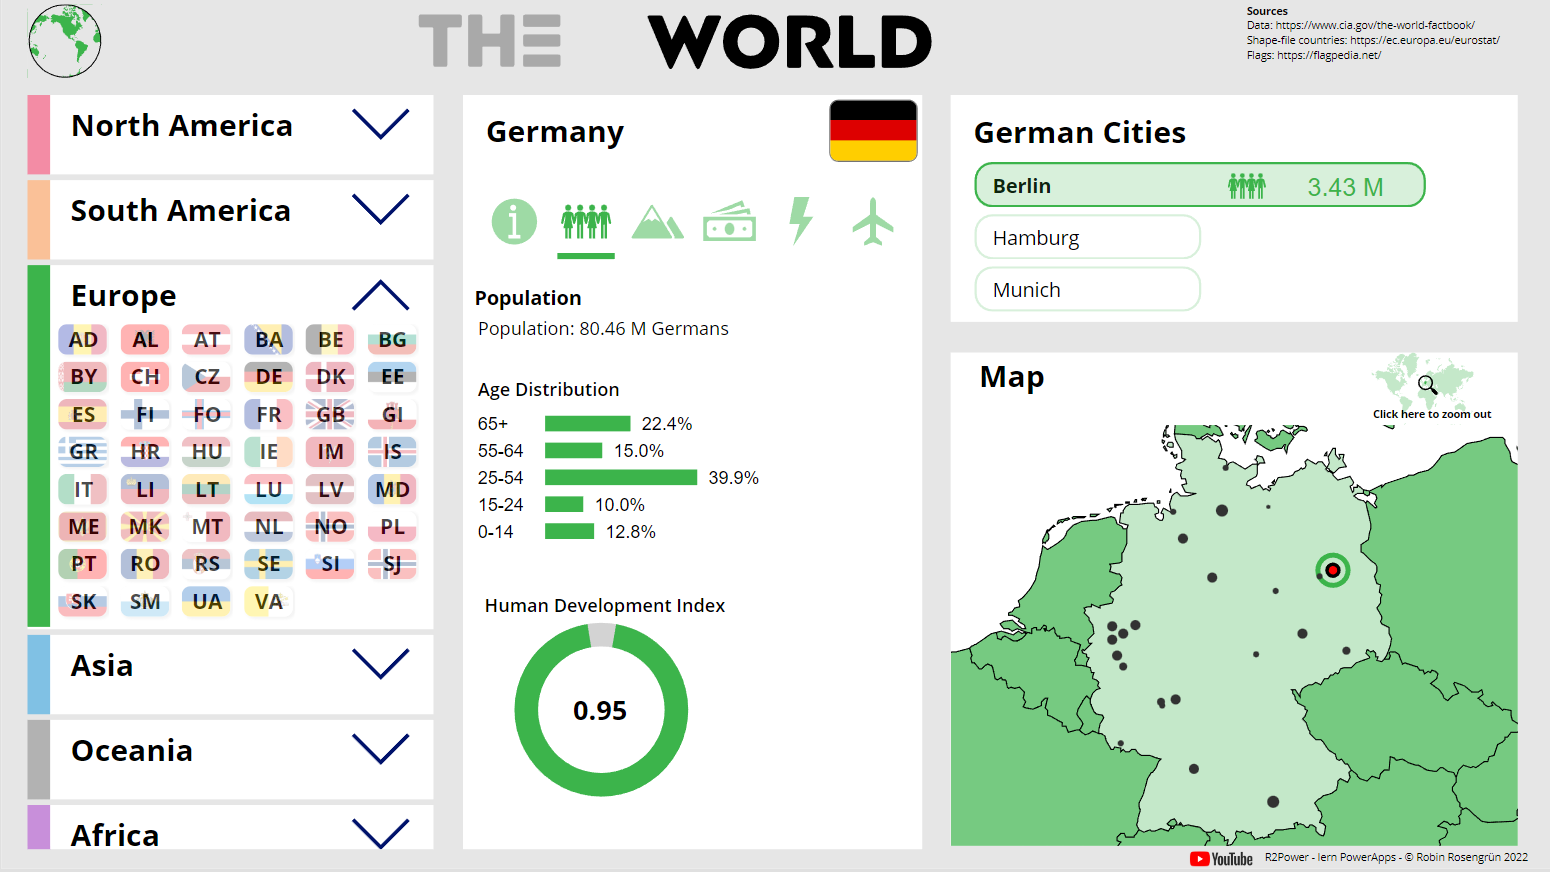 THE WORLD
Sources
Data: https://www.cia.gov/the-world-factbook/
Shape-file countries: https://ec.europa.eu/eurostat/
Flags: https://flagpedia.net/
North America
South America
Europe
AD AL AT BA BE BG
BY CH CZ DE DK EE
ES FI FO FR GB GI
GR HR HU IE IM IS
IT LI LT LU LV MD
ME MK MT NL NO PL
PT RO RS SE SI SJ
SK SM UA VA
Asia
Oceania
Africa
Germany
Population
Population: 80.46 M Germans
Age Distribution
65+ 22.4%
55-64 15.0%
25-54 39.9%
15-24 10.0%
0-14 12.8%
Human Development Index
0.95
German Cities
Berlin 3.43 M
Hamburg
Munich
Map
Click here to zoom out
YouTube R2Power - lern PowerApps - © Robin Rosengrün 2022